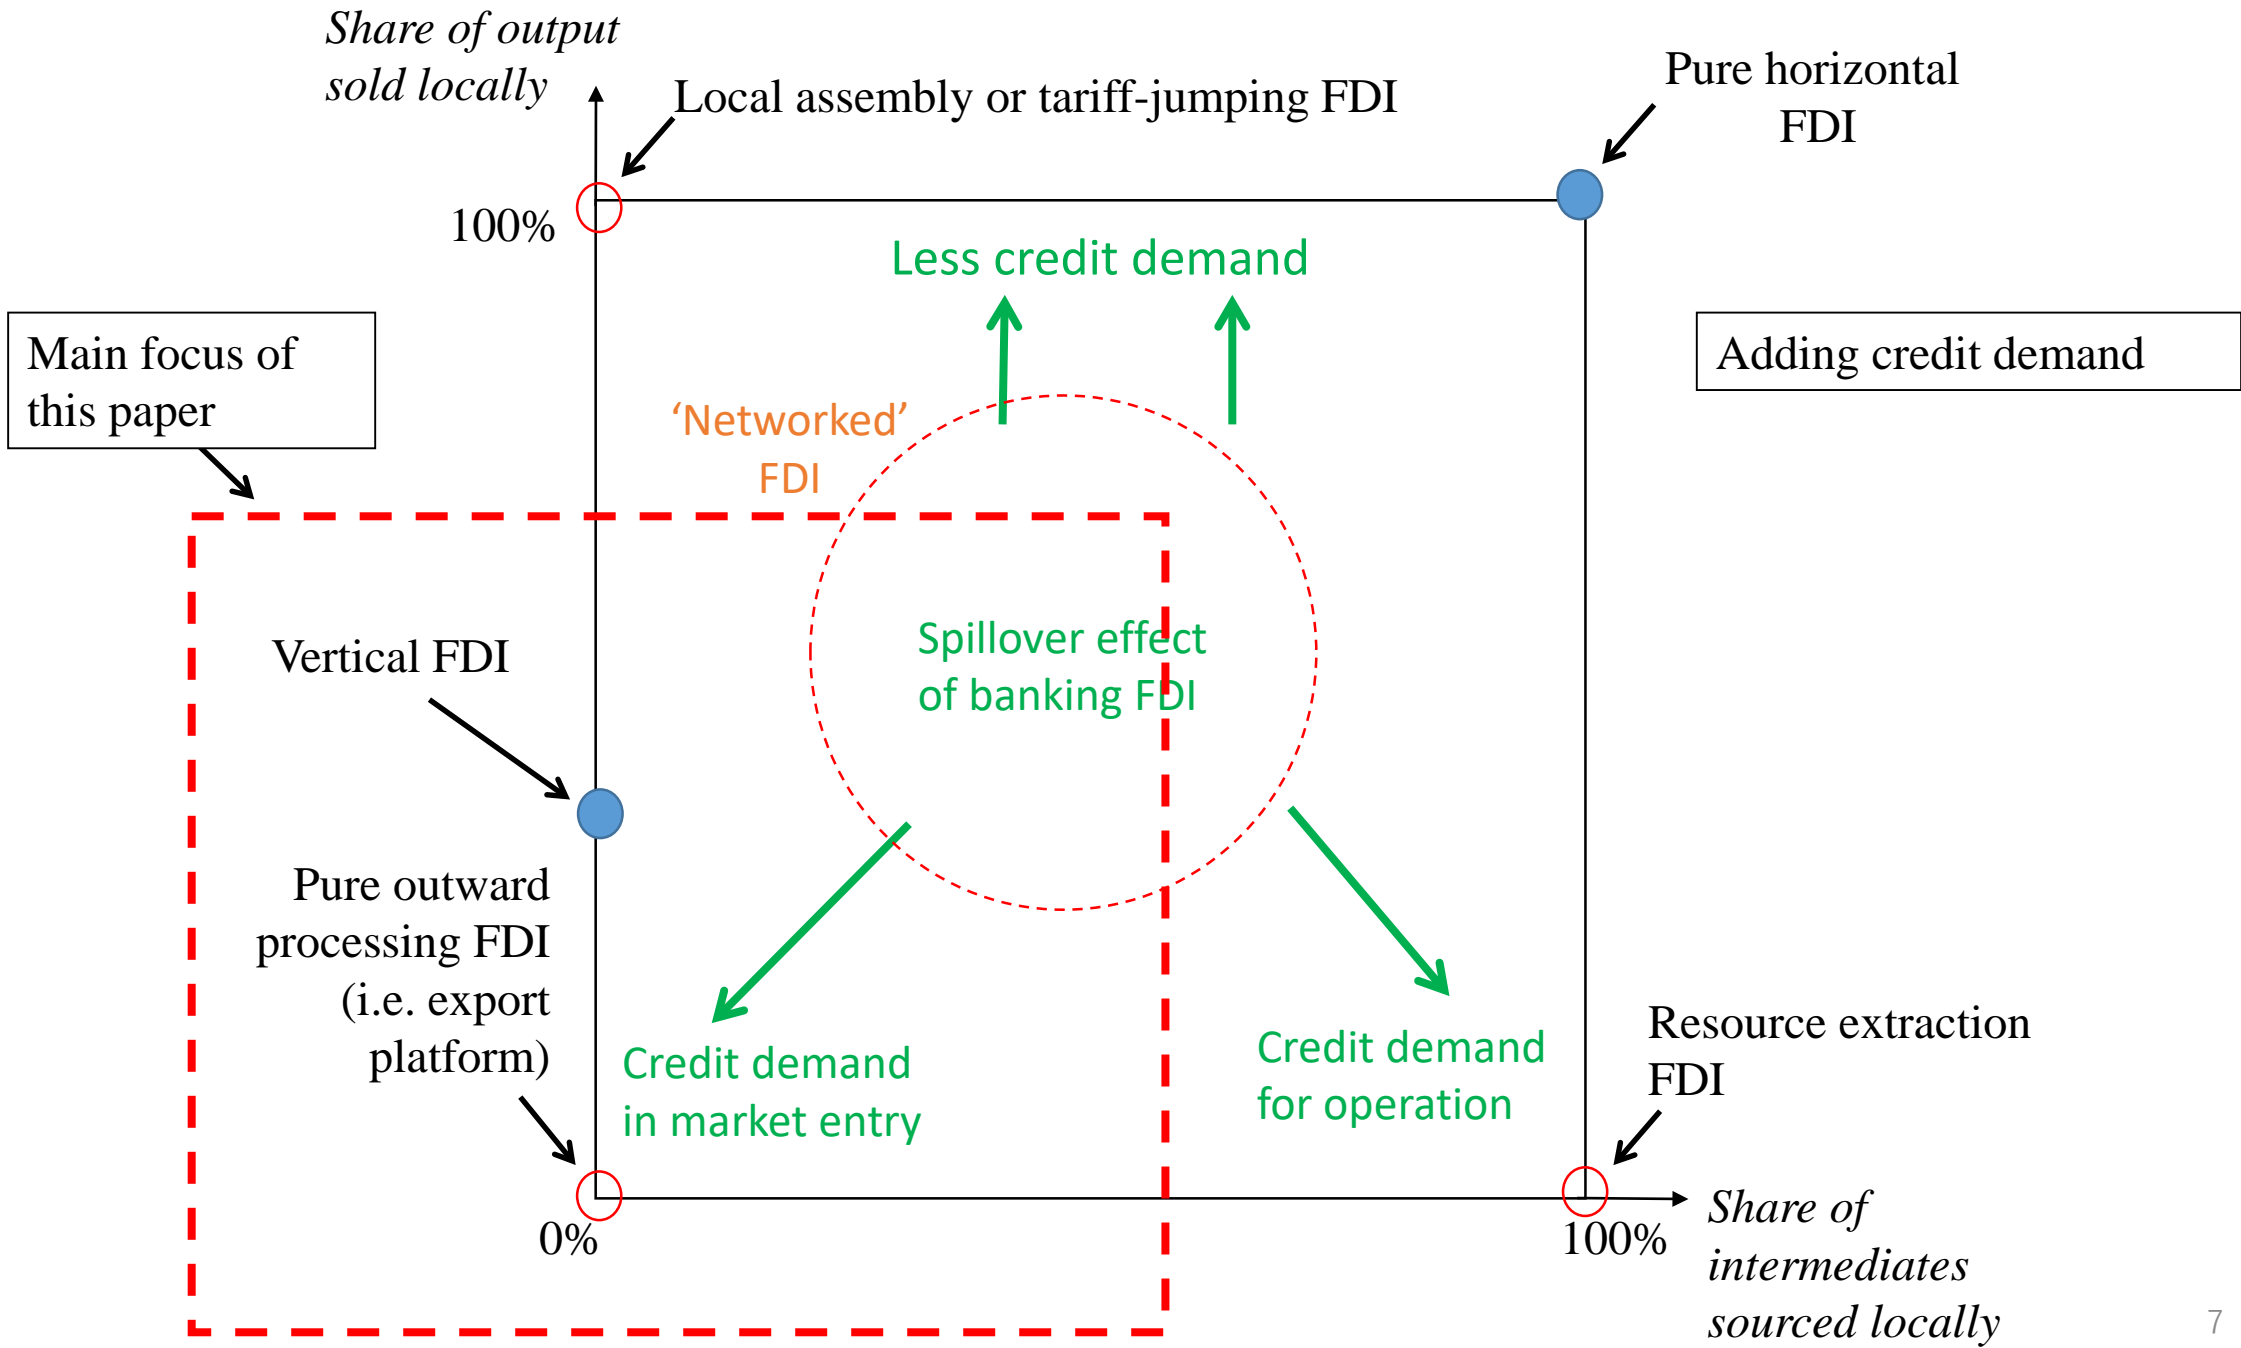 Share of output
sold locally
Local assembly or tariff-jumping FDI
Pure horizontal
FDI
100%
Less credit demand
Main focus of
this paper
Adding credit demand
‘Networked’
FDI
Spillover effect
of banking FDI
Vertical FDI
Pure outward
processing FDI
(i.e. export
platform)
Credit demand
in market entry
Credit demand
for operation
Resource extraction
FDI
0%
100%
Share of
intermediates
sourced locally
7